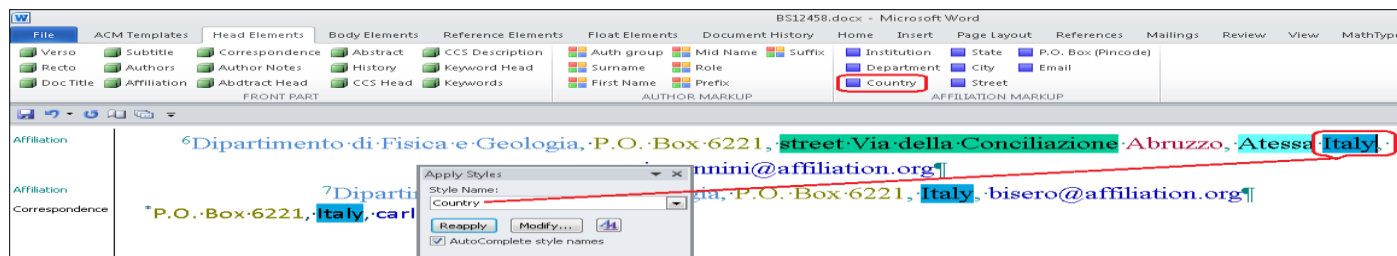 BS12458.docx - Microsoft Word
File ACM Templates Head Elements Body Elements Reference Elements Float Elements Document History Home Insert Page Layout References Mailings Review View MathType
Verso Subtitle Correspondence Abstract CCS Description Auth group Mid Name Suffix Institution State P.O. Box (Pincode)
Recto Authors Author Notes History Keyword Head Surname Role Department City Email
Doc Title Affiliation Abdtract Head CCS Head Keywords First Name Prefix Country Street
FRONT PART AUTHOR MARKUP AFFILIATION MARKUP
Affiliation 6Dipartimento·di·Fisica·e·Geologia,·P.O.·Box·6221,·street·Via·della·Conciliazione·Abruzzo,·Atessa Italy,·
nnini@affiliation.org¶
Affiliation 7Diparti gia,·P.O.·Box·6221,·Italy,·bisero@affiliation.org¶
Correspondence *P.O.·Box·6221,·Italy,·carl
Apply Styles
Style Name:
Country
Reapply Modify...
AutoComplete style names